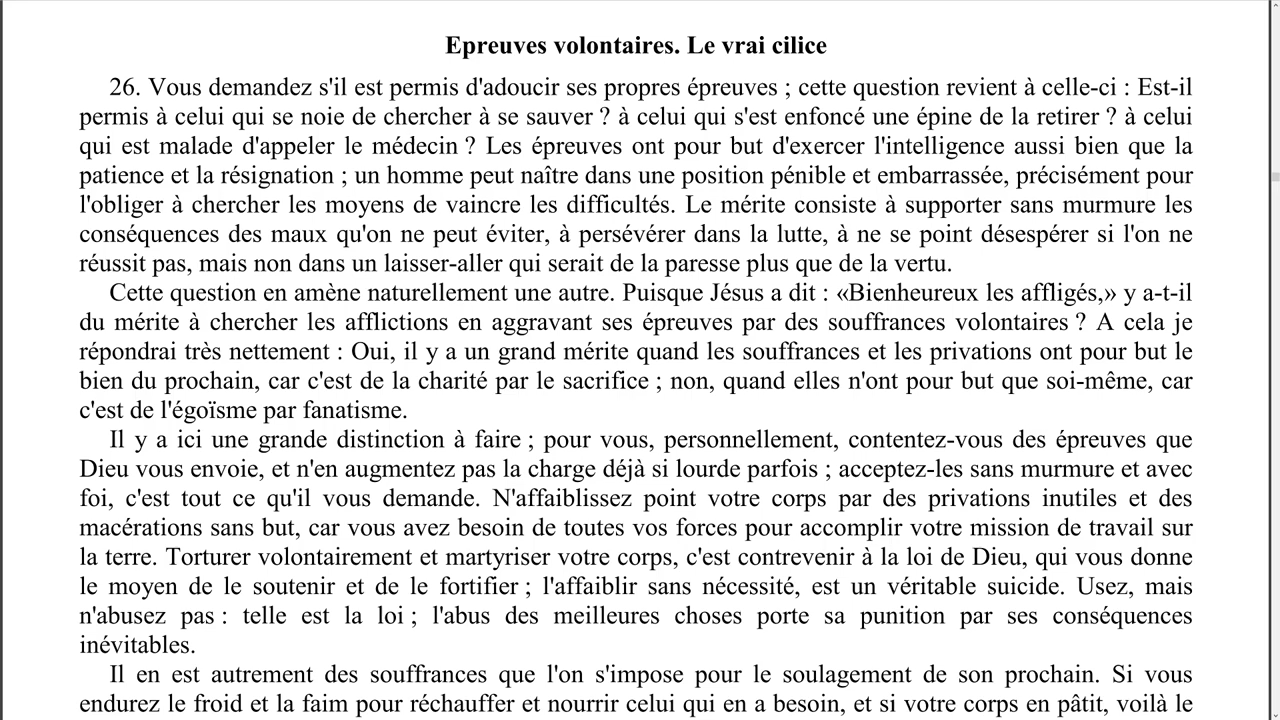 Epreuves volontaires. Le vrai cilice
26. Vous demandez s'il est permis d'adoucir ses propres épreuves ; cette question revient à celle-ci : Est-il
permis à celui qui se noie de chercher à se sauver ? à celui qui s'est enfoncé une épine de la retirer ? à celui
qui est malade d'appeler le médecin ? Les épreuves ont pour but d'exercer l'intelligence aussi bien que la
patience et la résignation ; un homme peut naître dans une position pénible et embarrassée, précisément pour
l'obliger à chercher les moyens de vaincre les difficultés. Le mérite consiste à supporter sans murmure les
conséquences des maux qu'on ne peut éviter, à persévérer dans la lutte, à ne se point désespérer si l'on ne
réussit pas, mais non dans un laisser-aller qui serait de la paresse plus que de la vertu.
Cette question en amène naturellement une autre. Puisque Jésus a dit : «Bienheureux les affligés,» y a-t-il
du mérite à chercher les afflictions en aggravant ses épreuves par des souffrances volontaires ? A cela je
répondrai très nettement : Oui, il y a un grand mérite quand les souffrances et les privations ont pour but le
bien du prochain, car c'est de la charité par le sacrifice ; non, quand elles n'ont pour but que soi-même, car
c'est de l'égoïsme par fanatisme.
Il y a ici une grande distinction à faire ; pour vous, personnellement, contentez-vous des épreuves que
Dieu vous envoie, et n'en augmentez pas la charge déjà si lourde parfois ; acceptez-les sans murmure et avec
foi, c'est tout ce qu'il vous demande. N'affaiblissez point votre corps par des privations inutiles et des
macérations sans but, car vous avez besoin de toutes vos forces pour accomplir votre mission de travail sur
la terre. Torturer volontairement et martyriser votre corps, c'est contrevenir à la loi de Dieu, qui vous donne
le moyen de le soutenir et de le fortifier ; l'affaiblir sans nécessité, est un véritable suicide. Usez, mais
n'abusez pas : telle est la loi ; l'abus des meilleures choses porte sa punition par ses conséquences
inévitables.
Il en est autrement des souffrances que l'on s'impose pour le soulagement de son prochain. Si vous
endurez le froid et la faim pour réchauffer et nourrir celui qui en a besoin, et si votre corps en pâtit, voilà le